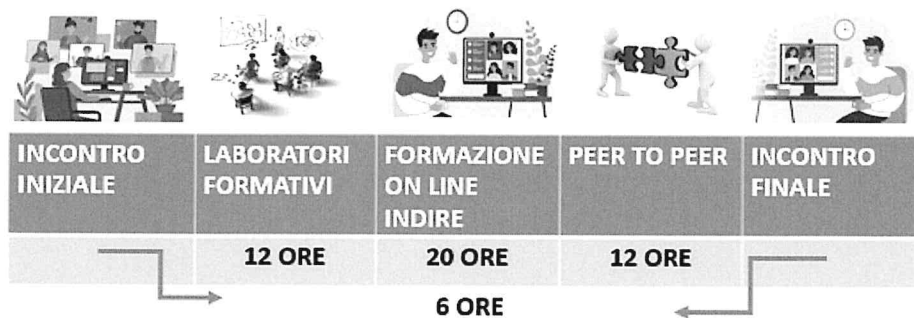 INCONTRO
INIZIALE
LABORATORI
FORMATIVI
FORMAZIONE
ON LINE
INDIRE
PEER TO PEER
INCONTRO
FINALE
12 ORE
20 ORE
12 ORE
6 ORE